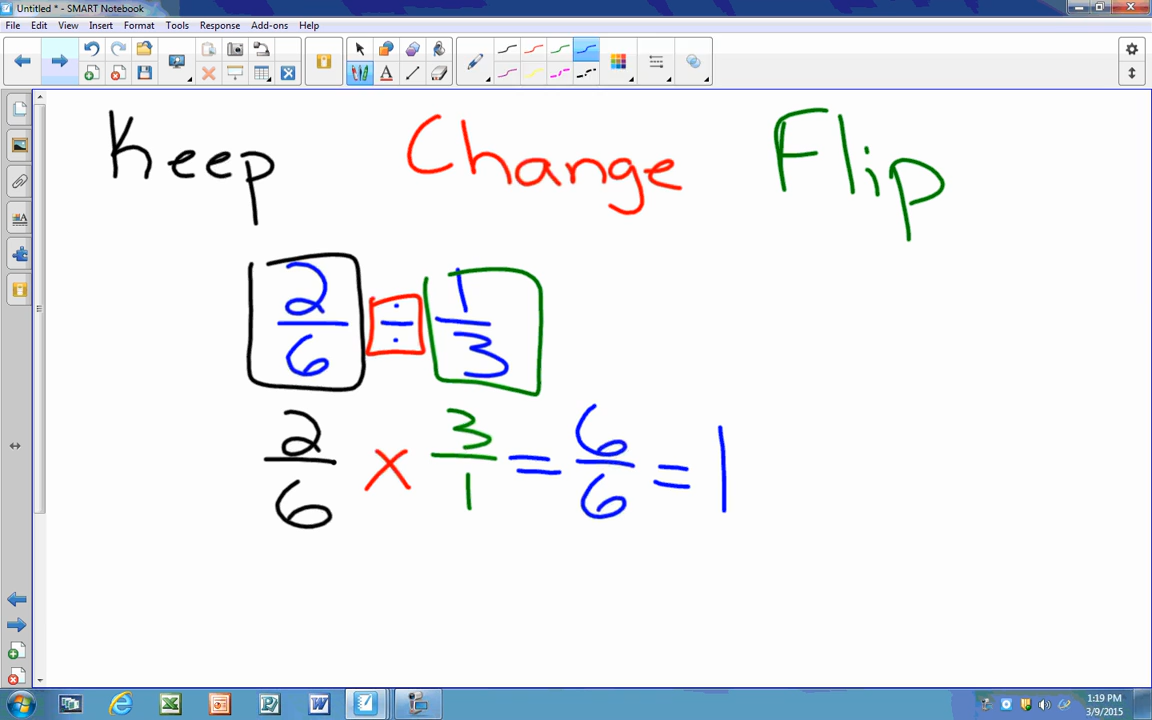 Untitled * - SMART Notebook
File Edit View Insert Format Tools Response Add-ons Help
Keep Change Flip
2/6 ÷ 1/3
2/6 × 3/1 = 6/6 = 1
1:19 PM
3/9/2015